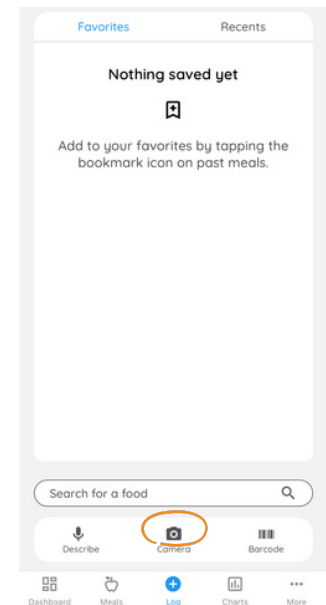 Favorites Recents
Nothing saved yet
Add to your favorites by tapping the
bookmark icon on past meals.
Search for a food
Describe Camera Barcode
Dashboard Meals Log Charts More